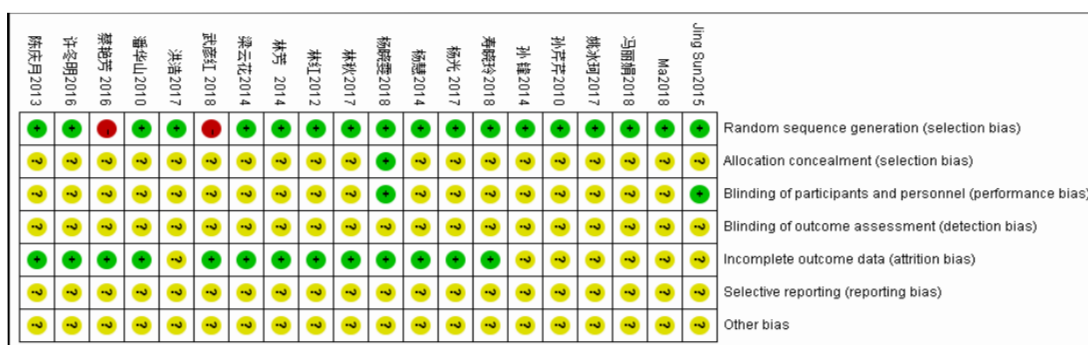 陈庆月2013
许冬明2016
蔡艳芳 2016
潘华山2010
洪浩2017
武彦红 2018
梁云花2014
林芳 2014
林红2012
林秋2017
杨晓雯2018
杨慧2014
杨光 2017
寿晓玲2018
孙 锋2014
孙芹芹2010
姚冰珂2017
冯丽娟2018
Ma2018
Jing Sun2015
Random sequence generation (selection bias)
Allocation concealment (selection bias)
Blinding of participants and personnel (performance bias)
Blinding of outcome assessment (detection bias)
Incomplete outcome data (attrition bias)
Selective reporting (reporting bias)
Other bias